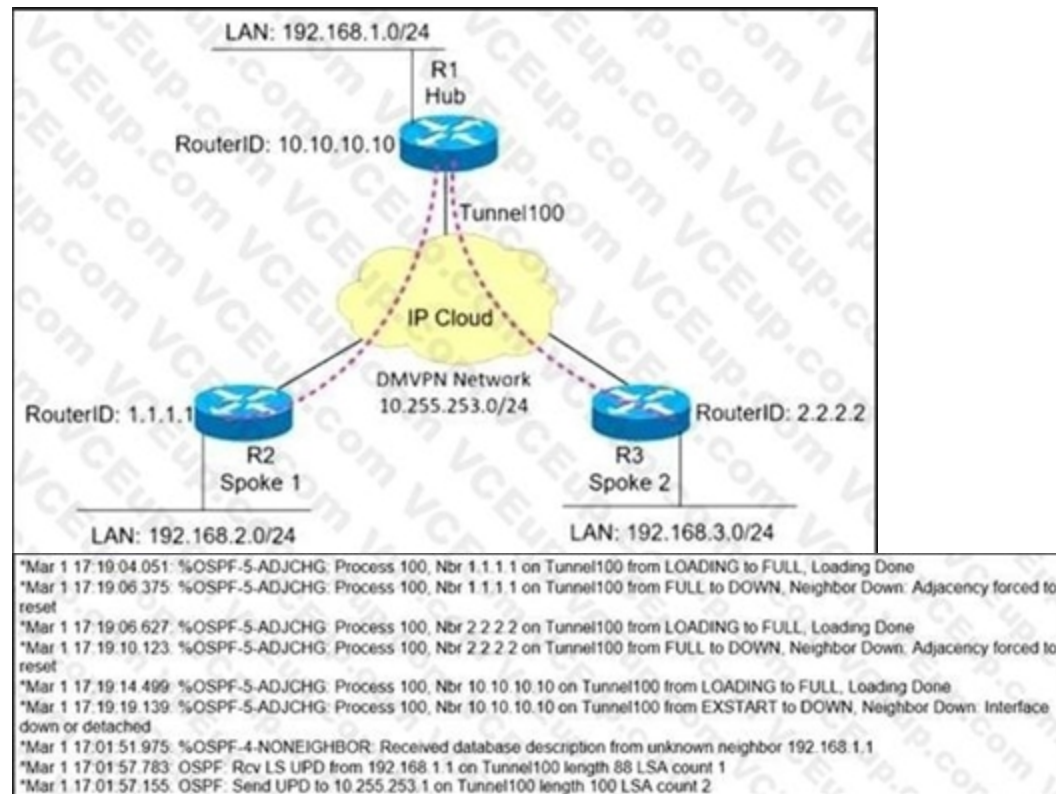 LAN: 192.168.1.0/24
R1
Hub
RouterID: 10.10.10.10
Tunnel100
IP Cloud
DMVPN Network
10.255.253.0/24
RouterID: 1.1.1.1
RouterID: 2.2.2.2
R2
Spoke 1
R3
Spoke 2
LAN: 192.168.2.0/24
LAN: 192.168.3.0/24
*Mar 1 17:19:04.051: %OSPF-5-ADJCHG: Process 100, Nbr 1.1.1.1 on Tunnel100 from LOADING to FULL, Loading Done
*Mar 1 17:19:06.375: %OSPF-5-ADJCHG: Process 100, Nbr 1.1.1.1 on Tunnel100 from FULL to DOWN, Neighbor Down: Adjacency forced to
reset
*Mar 1 17:19:06.627: %OSPF-5-ADJCHG: Process 100, Nbr 2.2.2.2 on Tunnel100 from LOADING to FULL, Loading Done
*Mar 1 17:19:10.123: %OSPF-5-ADJCHG: Process 100, Nbr 2.2.2.2 on Tunnel100 from FULL to DOWN, Neighbor Down: Adjacency forced to
reset
*Mar 1 17:19:14.499: %OSPF-5-ADJCHG: Process 100, Nbr 10.10.10.10 on Tunnel100 from LOADING to FULL, Loading Done
*Mar 1 17:19:19.139: %OSPF-5-ADJCHG: Process 100, Nbr 10.10.10.10 on Tunnel100 from EXSTART to DOWN, Neighbor Down: Interface
down or detached
*Mar 1 17:01:51.975: %OSPF-4-NONEIGHBOR: Received database description from unknown neighbor 192.168.1.1
*Mar 1 17:01:57.783: OSPF: Rcv LS UPD from 192.168.1.1 on Tunnel100 length 88 LSA count 1
*Mar 1 17:01:57.155: OSPF: Send UPD to 10.255.253.1 on Tunnel100 length 100 LSA count 2
VCEup.com